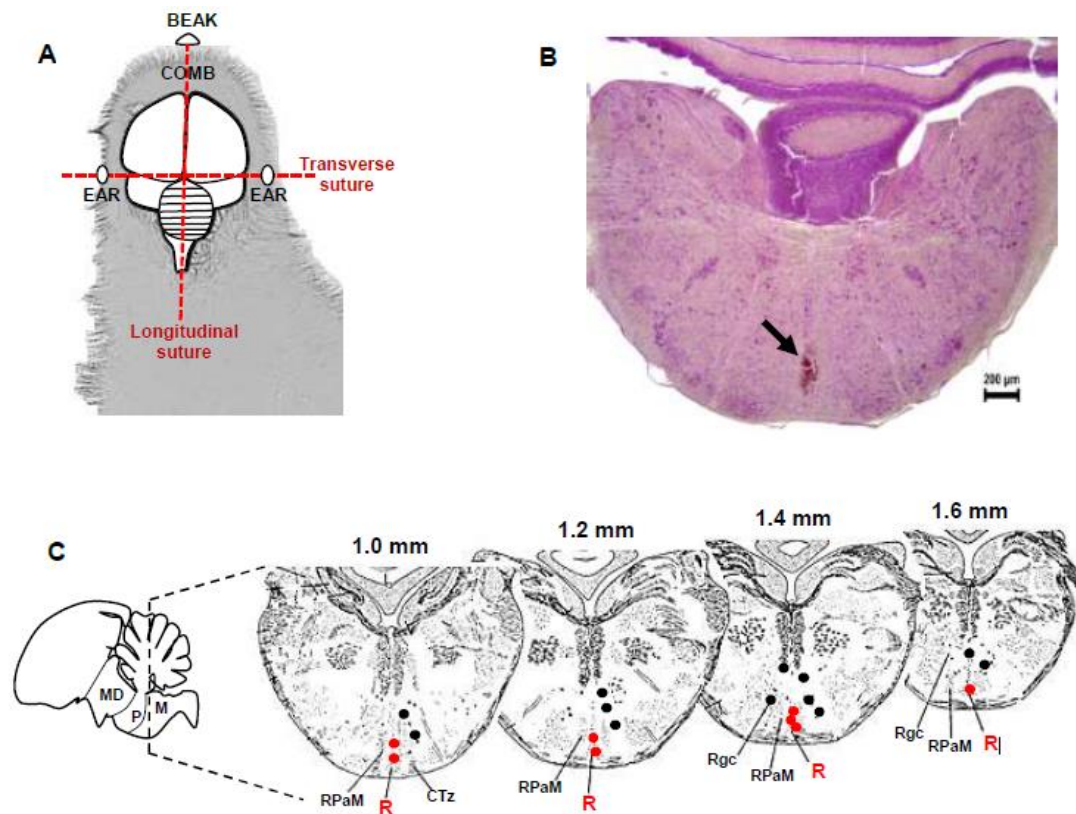 A
BEAK
COMB
Transverse
suture
EAR
EAR
Longitudinal
suture
B
200 µm
C
1.0 mm
1.2 mm
1.4 mm
1.6 mm
MD
P
M
RPaM
R
CTz
RPaM
R
Rgc
RPaM
R
Rgc
RPaM
R